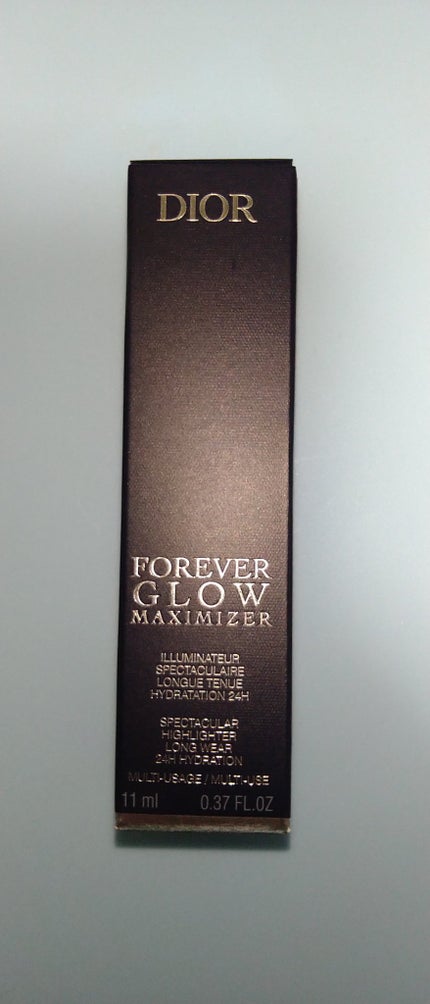 DIOR
FOREVER
GLOW
MAXIMIZER
ILLUMINATEUR
SPECTACULAIRE
LONGUE TENUE
HYDRATATION 24H
SPECTACULAR
HIGHLIGHTER
LONG WEAR
24H HYDRATION
MULTI-USAGE / MULTI-USE
11 ml 0.37 FL.OZ